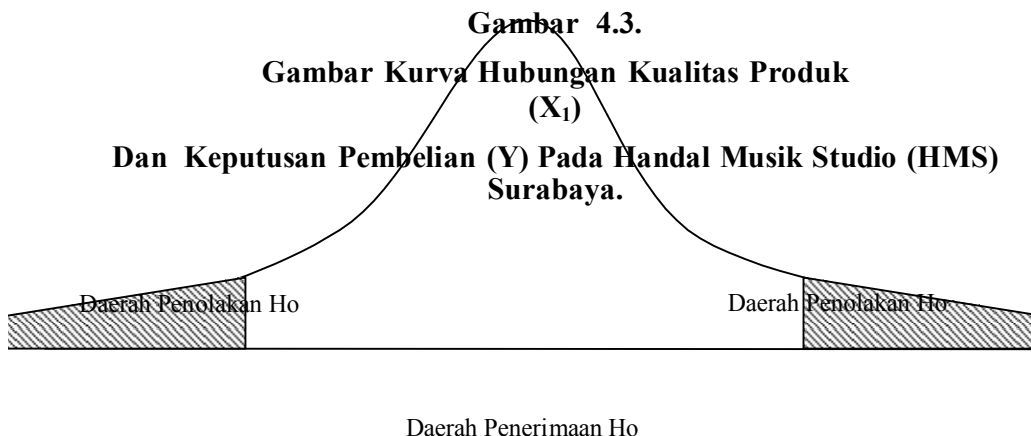 Gambar 4.3.
Gambar Kurva Hubungan Kualitas Produk
(X₁)
Dan Keputusan Pembelian (Y) Pada Handal Musik Studio (HMS)
Surabaya.
Daerah Penolakan Ho
Daerah Penolakan Ho
Daerah Penerimaan Ho